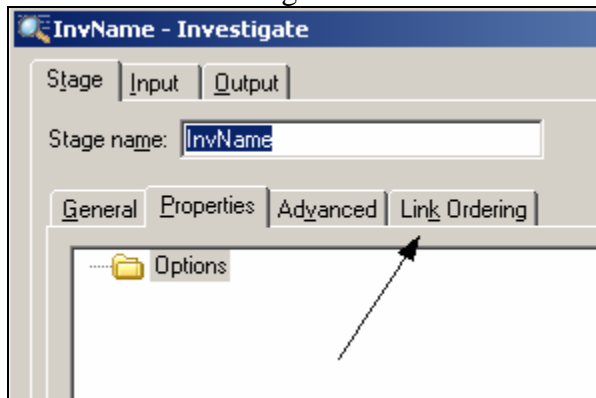 InvName - Investigate
Stage Input Output
Stage name: InvName
General Properties Advanced Link Ordering
Options